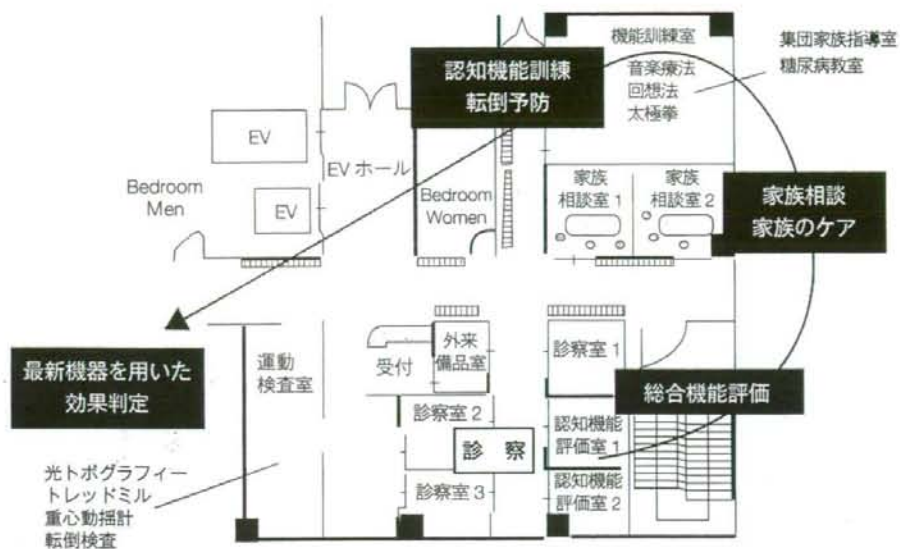 認知機能訓練
転倒予防
機能訓練室
音楽療法
回想法
太極拳
集団家族指導室
糖尿病教室
EV
EV
EV ホール
Bedroom
Men
Bedroom
Women
家族
相談室 1
家族
相談室 2
家族相談
家族のケア
最新機器を用いた
効果判定
運動
検査室
受付
外来
備品室
診察室 1
総合機能評価
診察室 2
診 察
認知機能
評価室 1
診察室 3
認知機能
評価室 2
光トポグラフィー
トレッドミル
重心動揺計
転倒検査